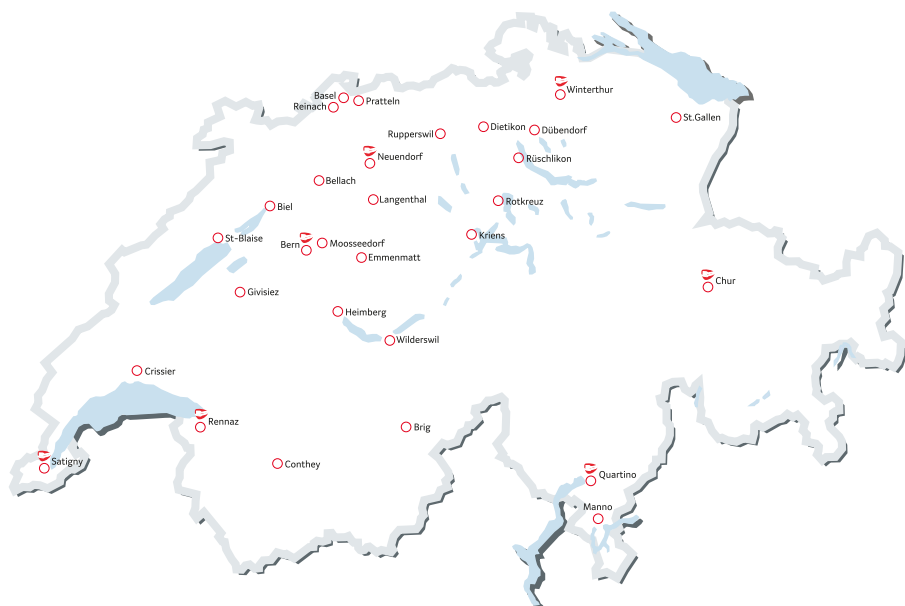 Winterthur
Basel
Pratteln
Reinach
St.Gallen
Dietikon
Dübendorf
Rupperswil
Neuendorf
Rüschlikon
Bellach
Langenthal
Rotkreuz
Biel
Kriens
St-Blaise
Bern
Moosseedorf
Emmenmatt
Chur
Givisiez
Heimberg
Wilderswil
Crissier
Rennaz
Brig
Satigny
Conthey
Quartino
Manno